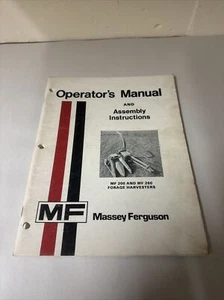 Operator's Manual
AND
Assembly
Instructions
MF 200 AND MF 260
FORAGE HARVESTERS
MF
Massey Ferguson